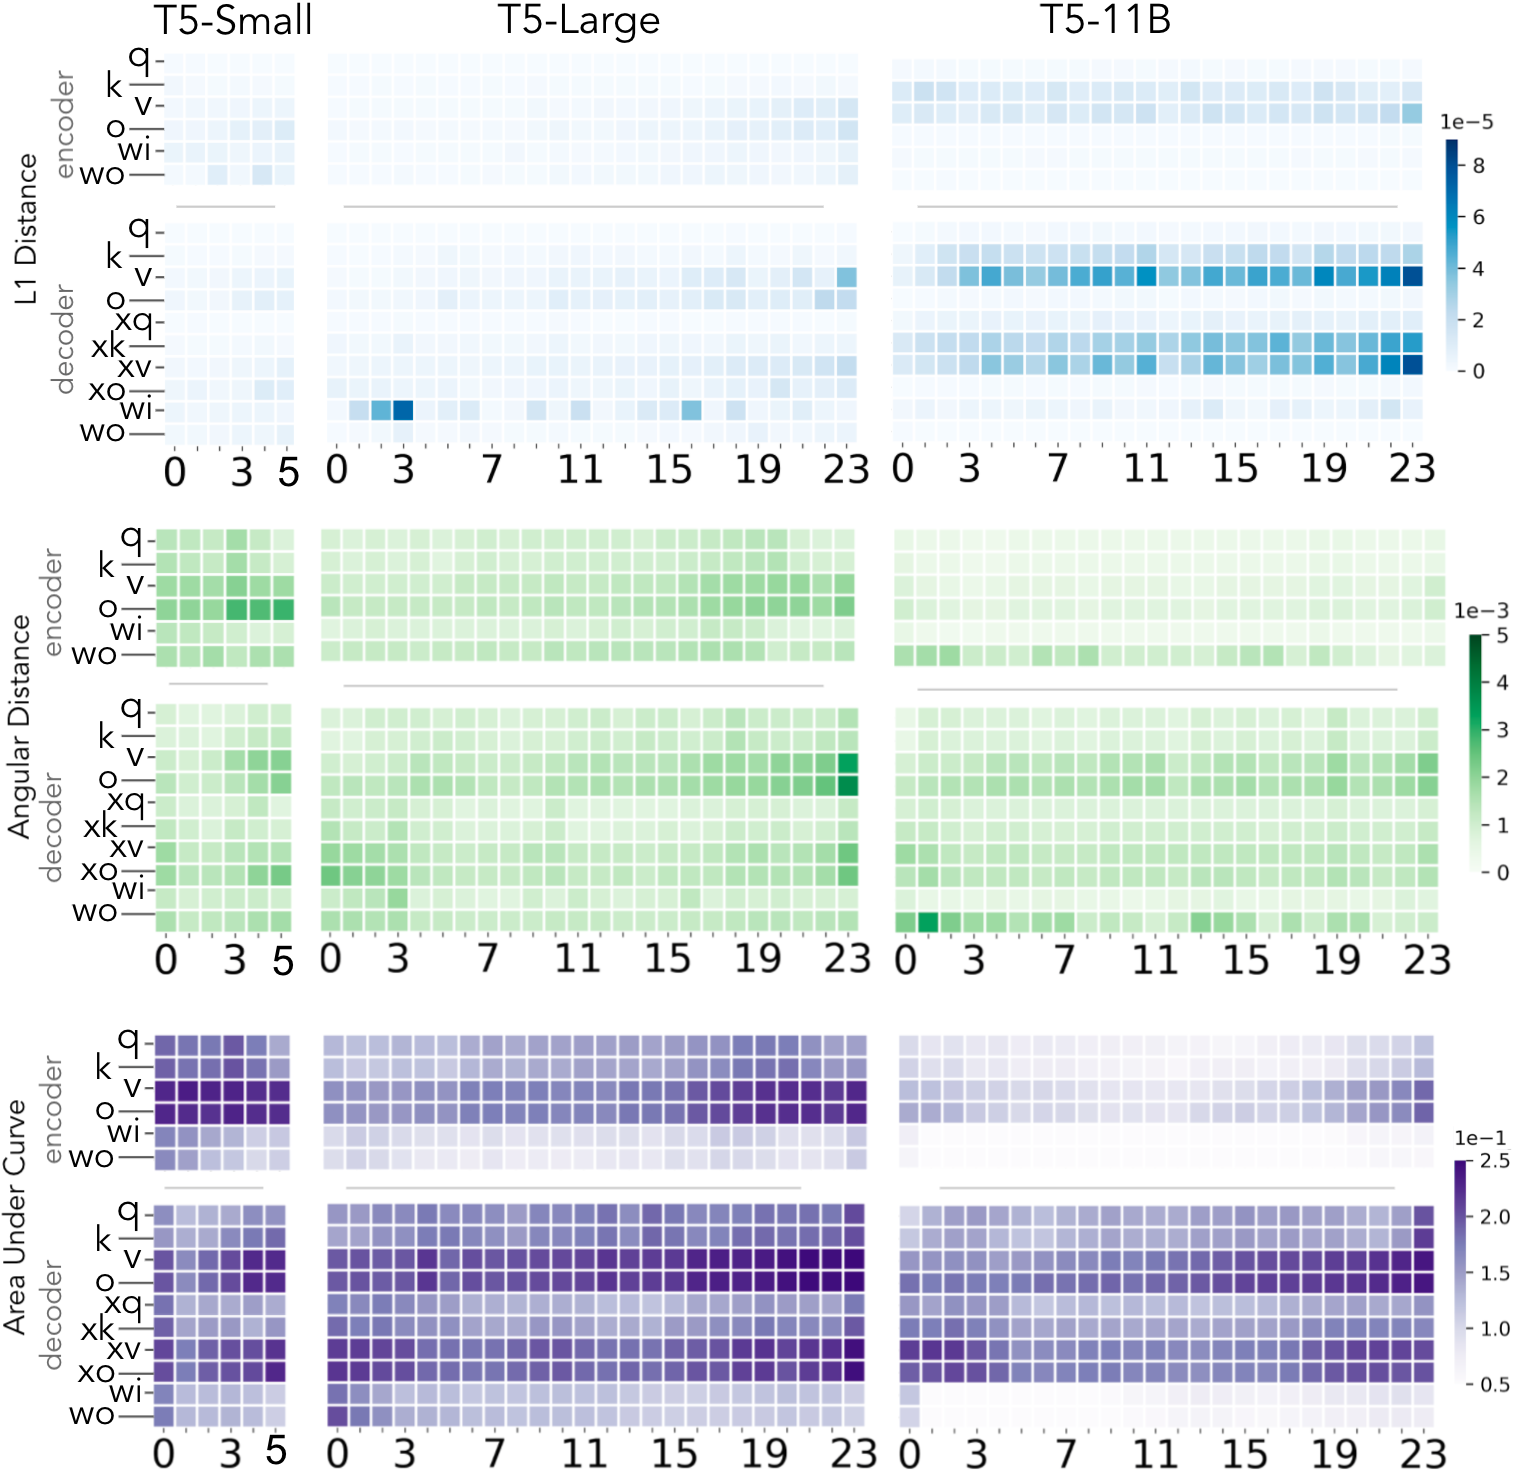 T5-Small T5-Large T5-11B
L1 Distance
encoder
q
k
v
o
wi
wo
decoder
q
k
v
o
xq
xk
xv
xo
wi
wo
0 3 5 0 3 7 11 15 19 23 0 3 7 11 15 19 23
1e−5
8
6
4
2
0
Angular Distance
encoder
q
k
v
o
wi
wo
decoder
q
k
v
o
xq
xk
xv
xo
wi
wo
0 3 5 0 3 7 11 15 19 23 0 3 7 11 15 19 23
1e−3
5
4
3
2
1
0
Area Under Curve
encoder
q
k
v
o
wi
wo
decoder
q
k
v
o
xq
xk
xv
xo
wi
wo
0 3 5 0 3 7 11 15 19 23 0 3 7 11 15 19 23
1e−1
2.5
2.0
1.5
1.0
0.5